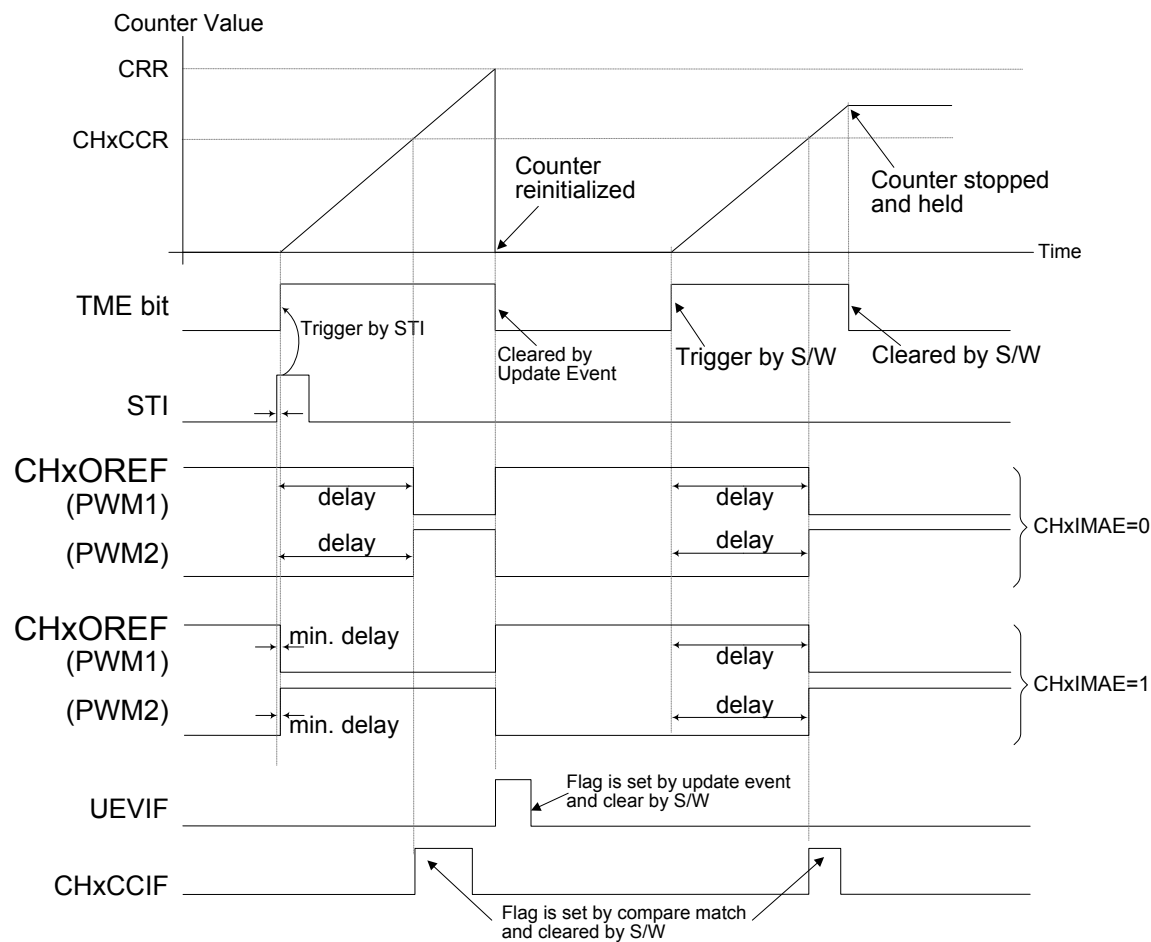 Counter Value
CRR
CHxCCR
Counter
reinitialized
Counter stopped
and held
Time
TME bit
Trigger by STI
Cleared by
Update Event
Trigger by S/W
Cleared by S/W
STI
CHxOREF
(PWM1)
delay
delay
(PWM2)
delay
delay
CHxIMAE=0
CHxOREF
(PWM1)
min. delay
delay
(PWM2)
min. delay
delay
CHxIMAE=1
UEVIF
Flag is set by update event
and clear by S/W
CHxCCIF
Flag is set by compare match
and cleared by S/W